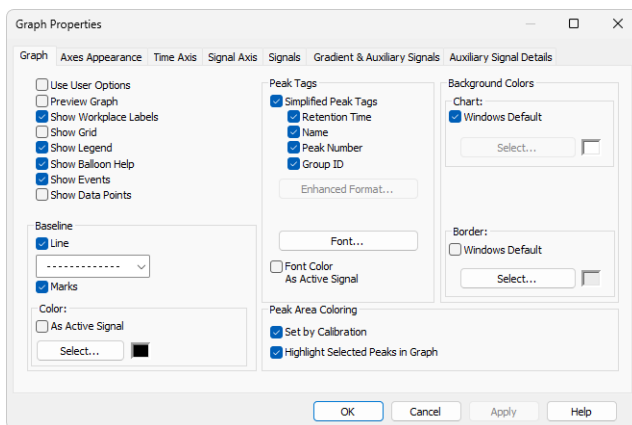 Graph Properties
Graph Axes Appearance Time Axis Signal Axis Signals Gradient & Auxiliary Signals Auxiliary Signal Details
Use User Options
Preview Graph
Show Workplace Labels
Show Grid
Show Legend
Show Balloon Help
Show Events
Show Data Points
Baseline
Line
Marks
Color:
As Active Signal
Select...
Peak Tags
Simplified Peak Tags
Retention Time
Name
Peak Number
Group ID
Enhanced Format...
Font...
Font Color
As Active Signal
Background Colors
Chart:
Windows Default
Select...
Border:
Windows Default
Select...
Peak Area Coloring
Set by Calibration
Highlight Selected Peaks in Graph
OK Cancel Apply Help